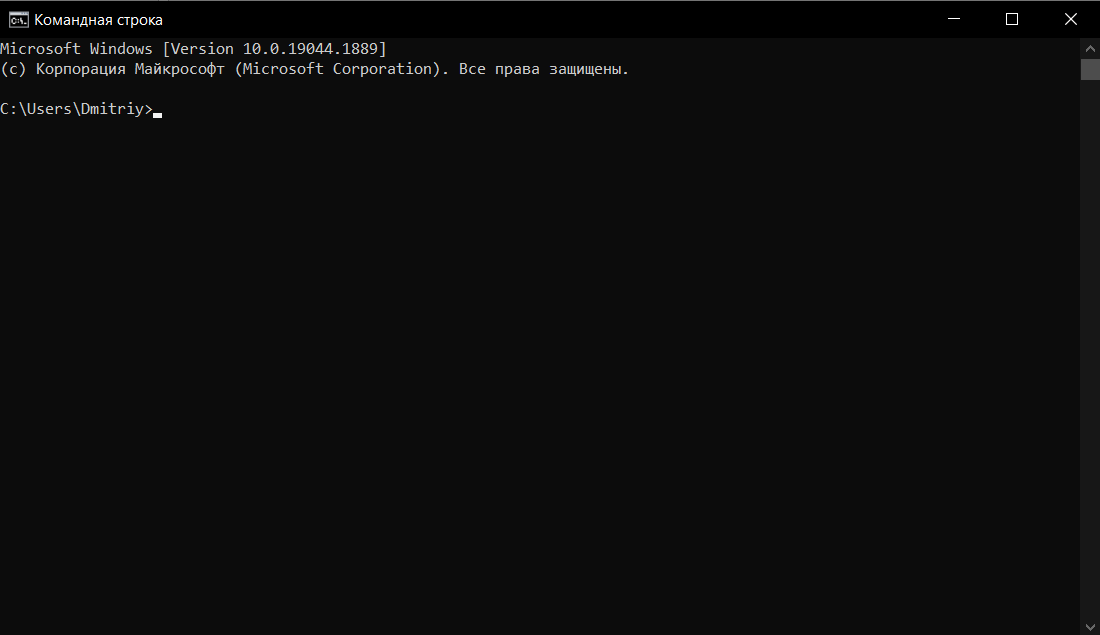 Командная строка
Microsoft Windows [Version 10.0.19044.1889]
(c) Корпорация Майкрософт (Microsoft Corporation). Все права защищены.
C:\Users\Dmitriy>